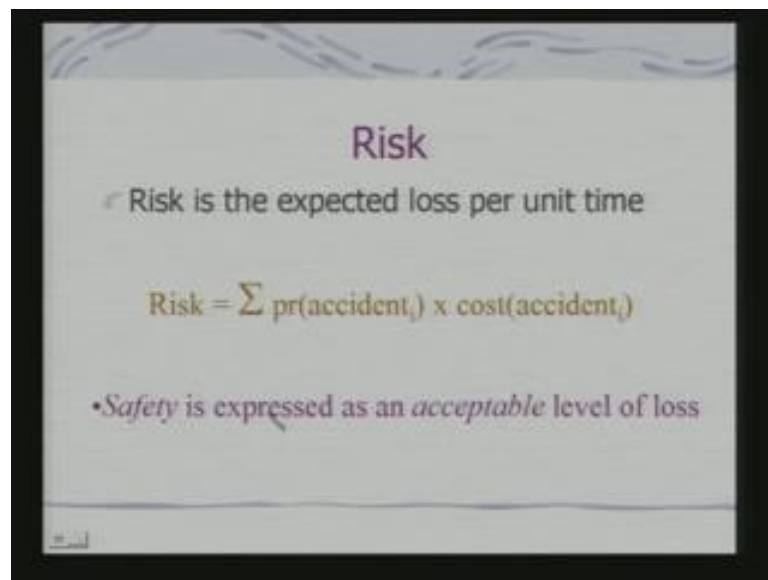 Risk
Risk is the expected loss per unit time
Risk = Σ pr(accidentᵢ) x cost(accidentᵢ)
•Safety is expressed as an acceptable level of loss